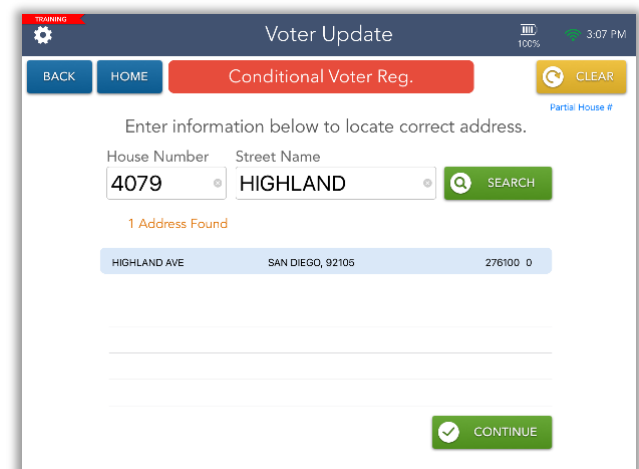 TRAINING
Voter Update
100%
3:07 PM
BACK
HOME
Conditional Voter Reg.
CLEAR
Partial House #
Enter information below to locate correct address.
House Number Street Name
4079 HIGHLAND SEARCH
1 Address Found
HIGHLAND AVE SAN DIEGO, 92105 276100 0
CONTINUE